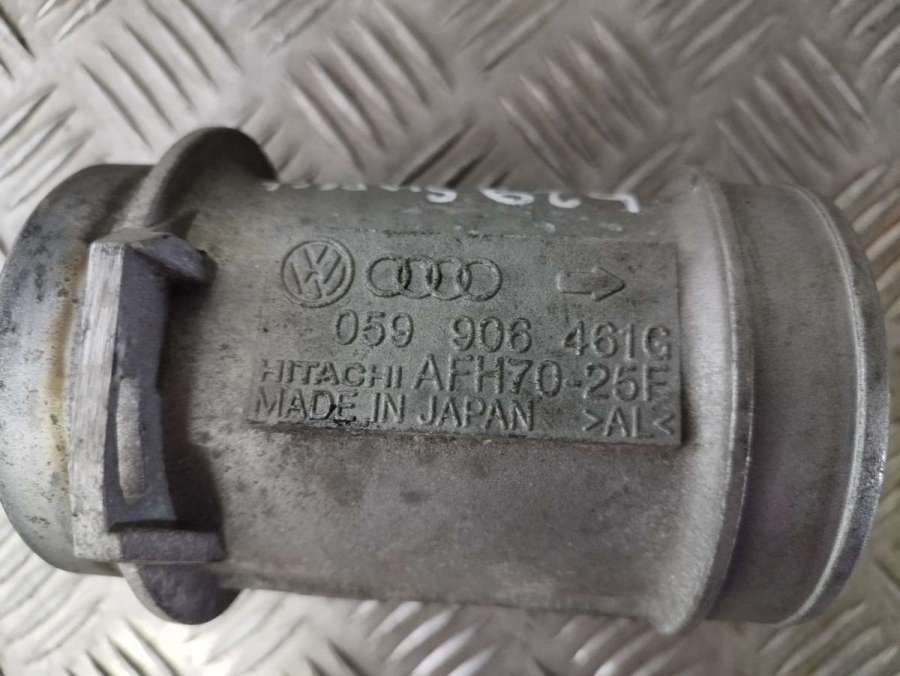 059 906 461G
HITACHI AFH70-25F
MADE IN JAPAN >AL<